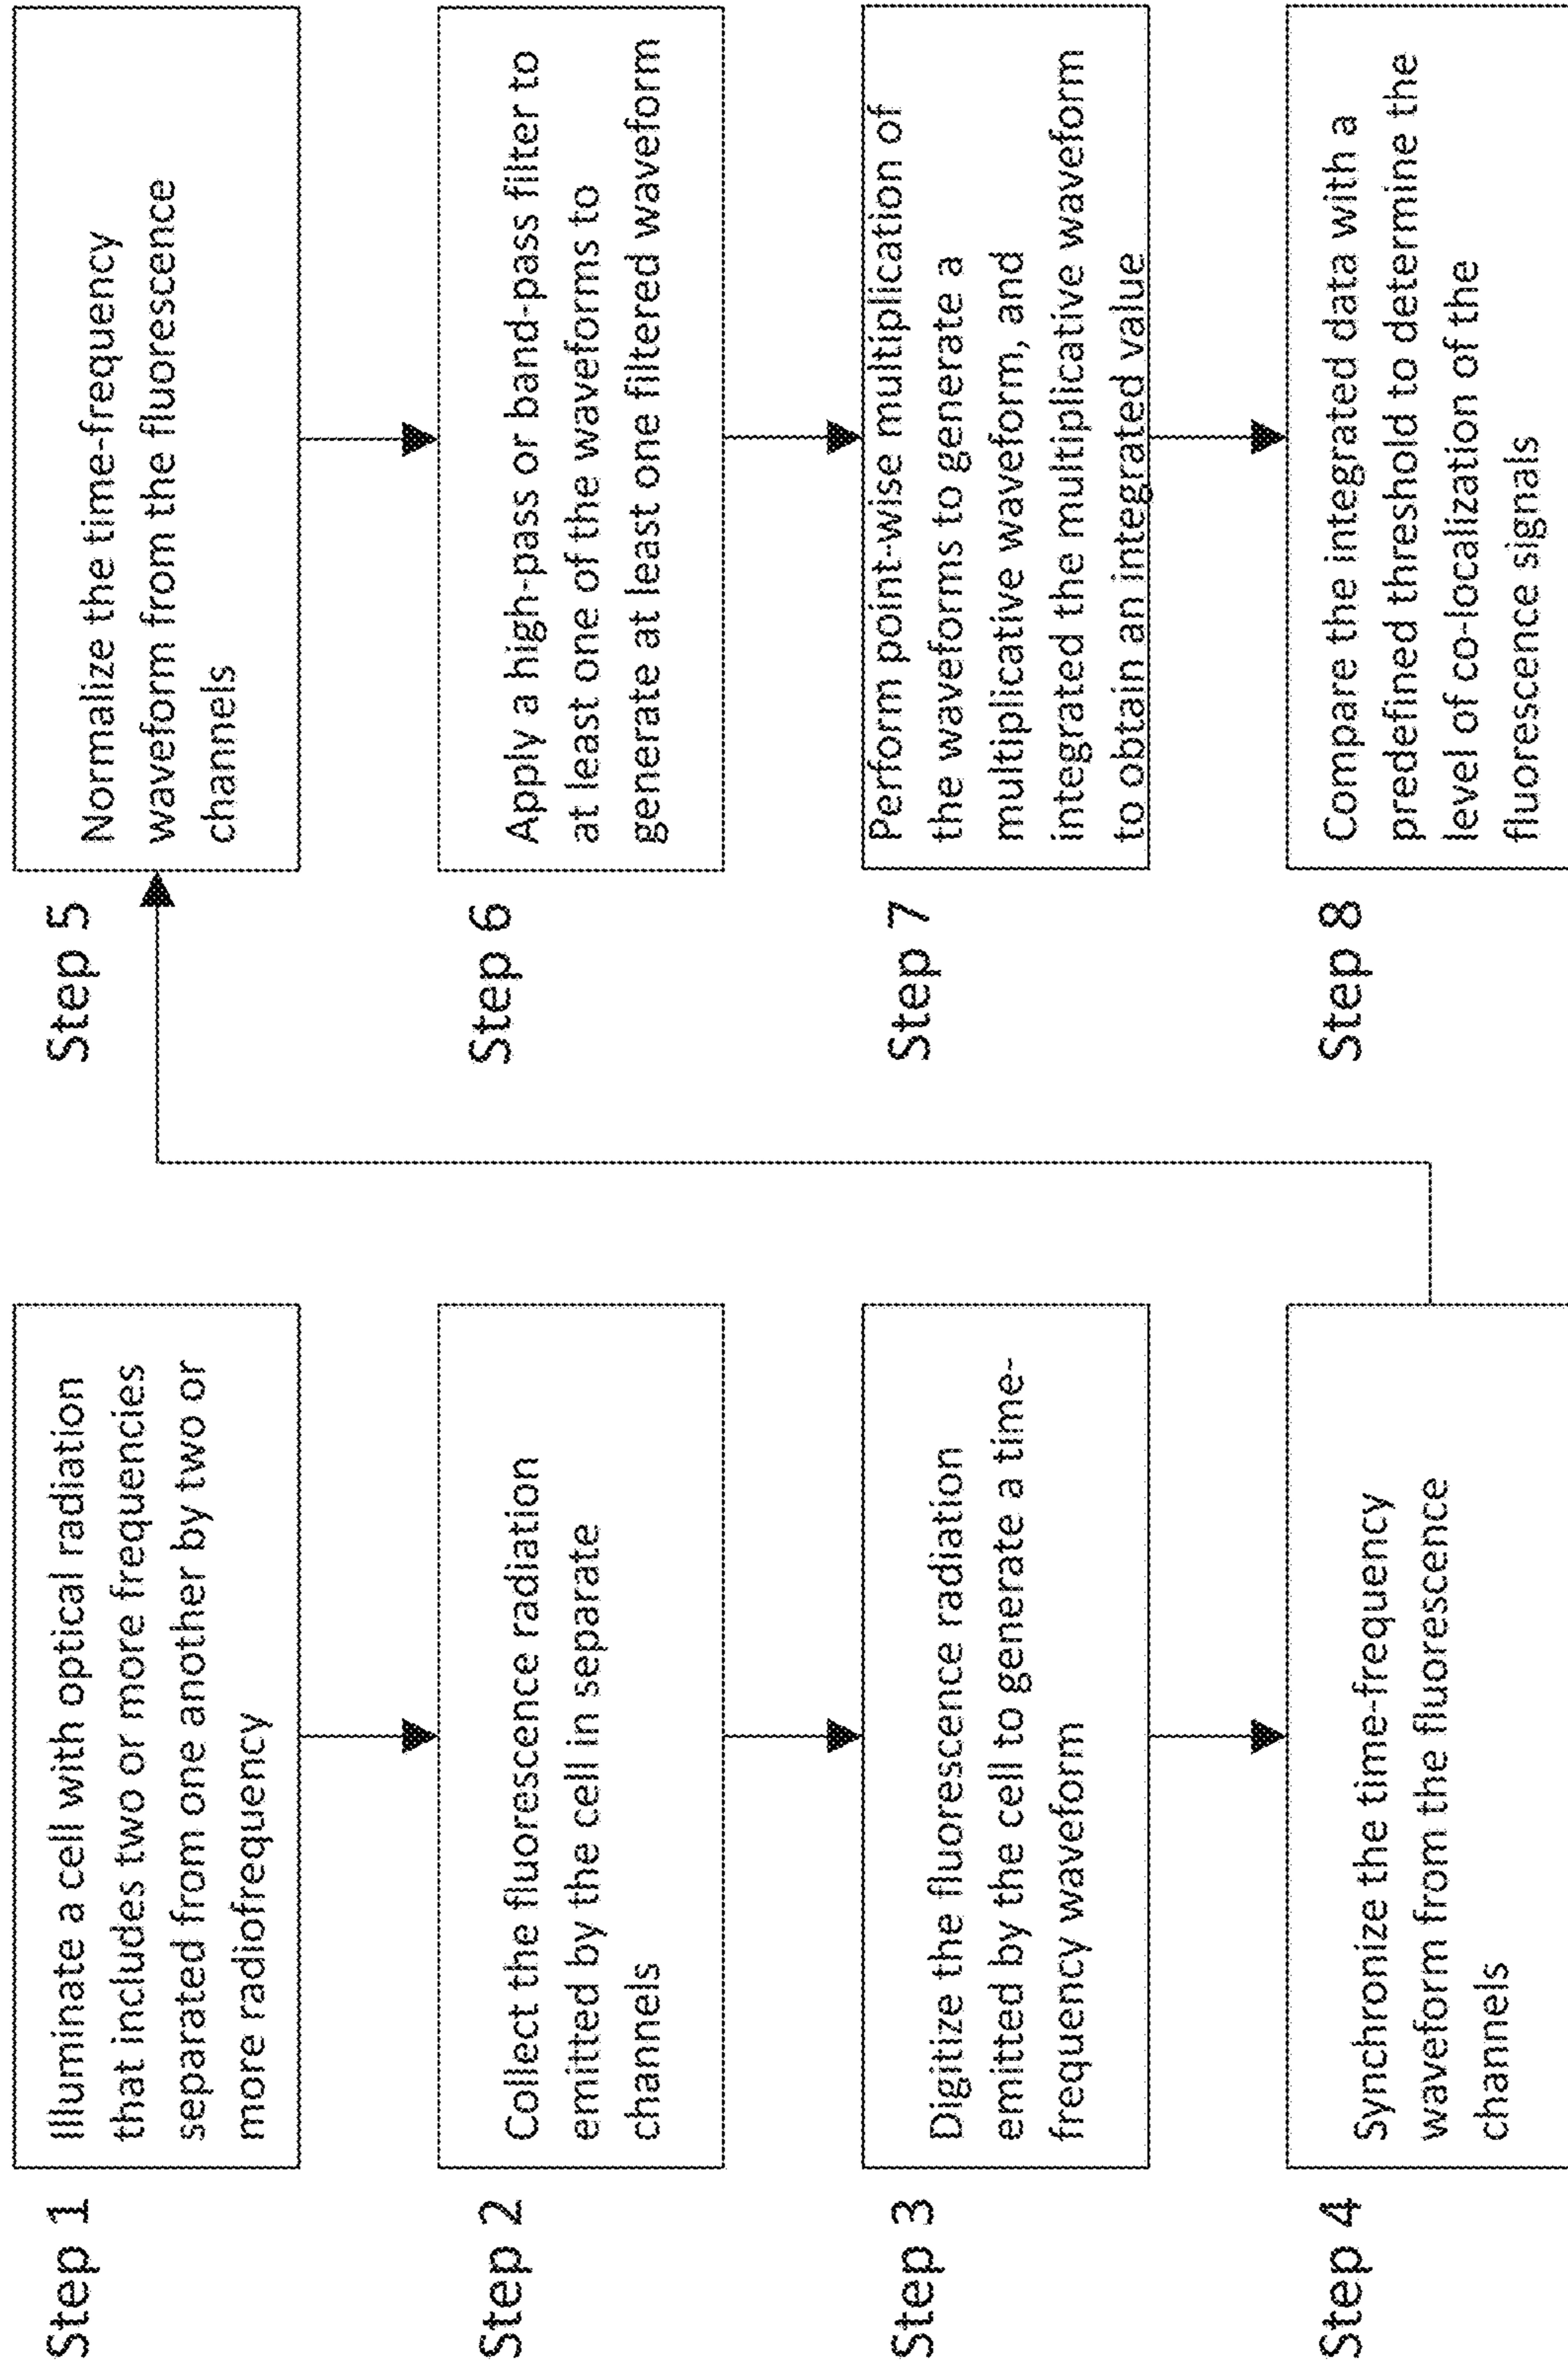 Step 1
Illuminate a cell with optical radiation
that includes two or more frequencies
separated from one another by two or
more radiofrequency
Step 2
Collect the fluorescence radiation
emitted by the cell in separate
channels
Step 3
Digitize the fluorescence radiation
emitted by the cell to generate a time-
frequency waveform
Step 4
Synchronize the time-frequency
waveform from the fluorescence
channels
Step 5
Normalize the time-frequency
waveform from the fluorescence
channels
Step 6
Apply a high-pass or band-pass filter to
at least one of the waveforms to
generate at least one filtered waveform
Step 7
Perform point-wise multiplication of
the waveforms to generate a
multiplicative waveform, and
integrated the multiplicative waveform
to obtain an integrated value
Step 8
Compare the integrated data with a
predefined threshold to determine the
level of co-localization of the
fluorescence signals